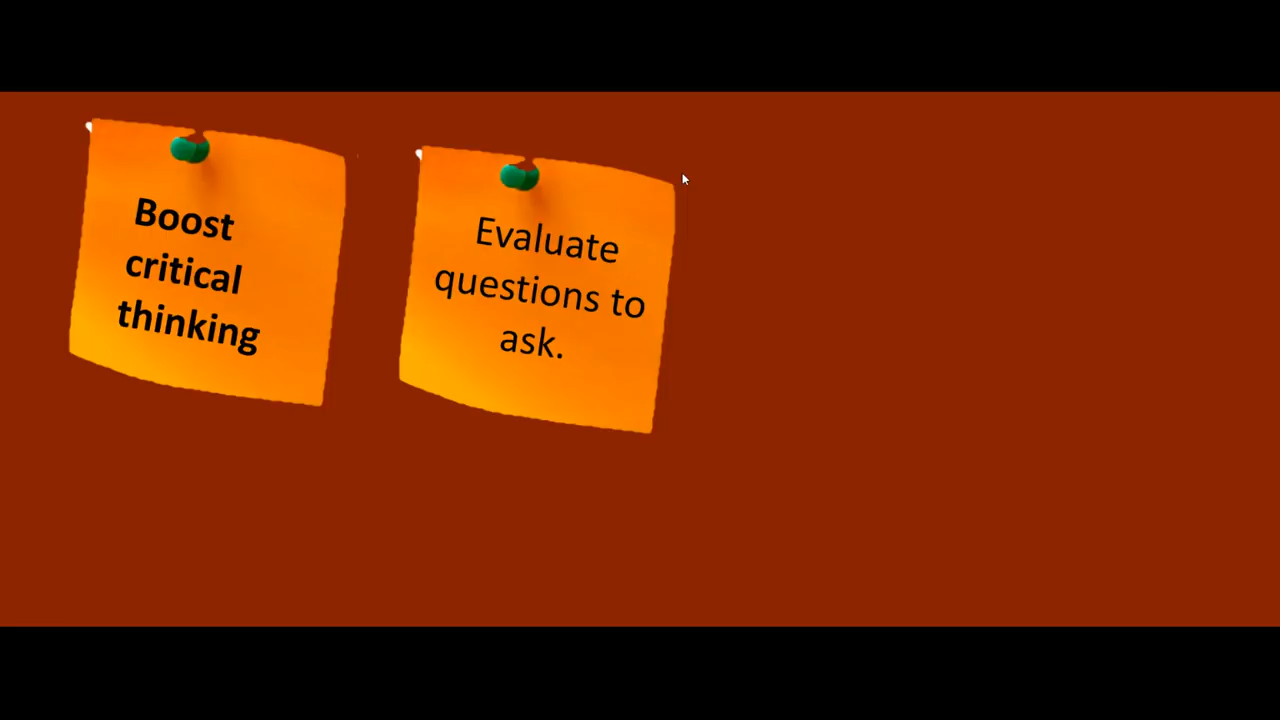 Boost
critical
thinking
Evaluate
questions to
ask.